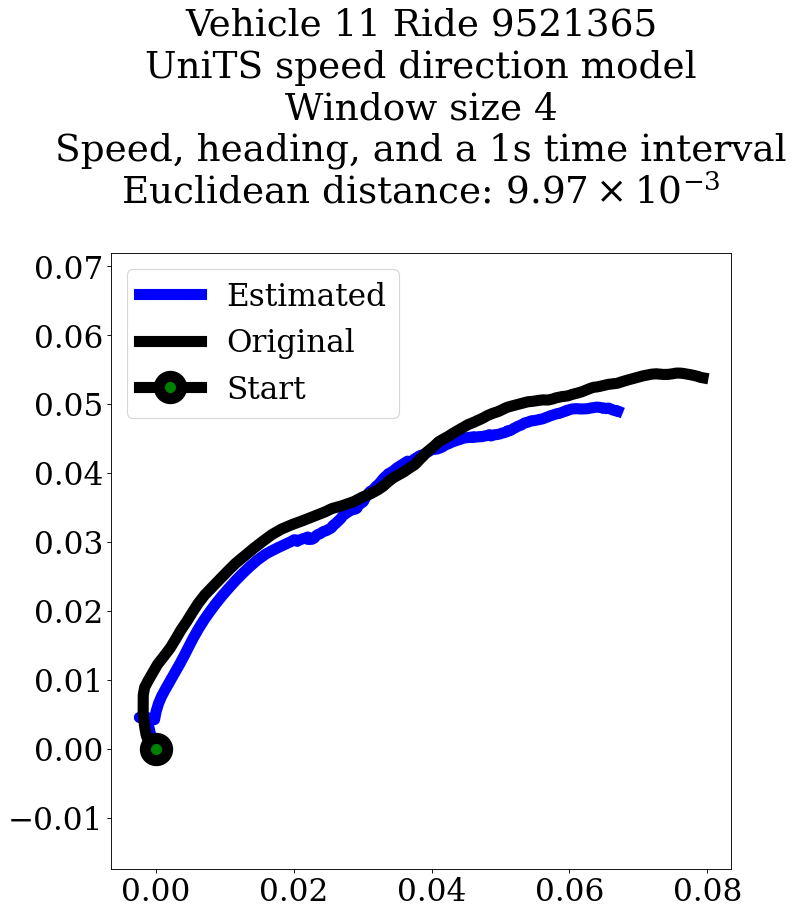 Vehicle 11 Ride 9521365
UniTS speed direction model
Window size 4
Speed, heading, and a 1s time interval
Euclidean distance: 9.97 × 10⁻³
0.07
0.06
0.05
0.04
0.03
0.02
0.01
0.00
−0.01
Estimated
Original
Start
0.00 0.02 0.04 0.06 0.08